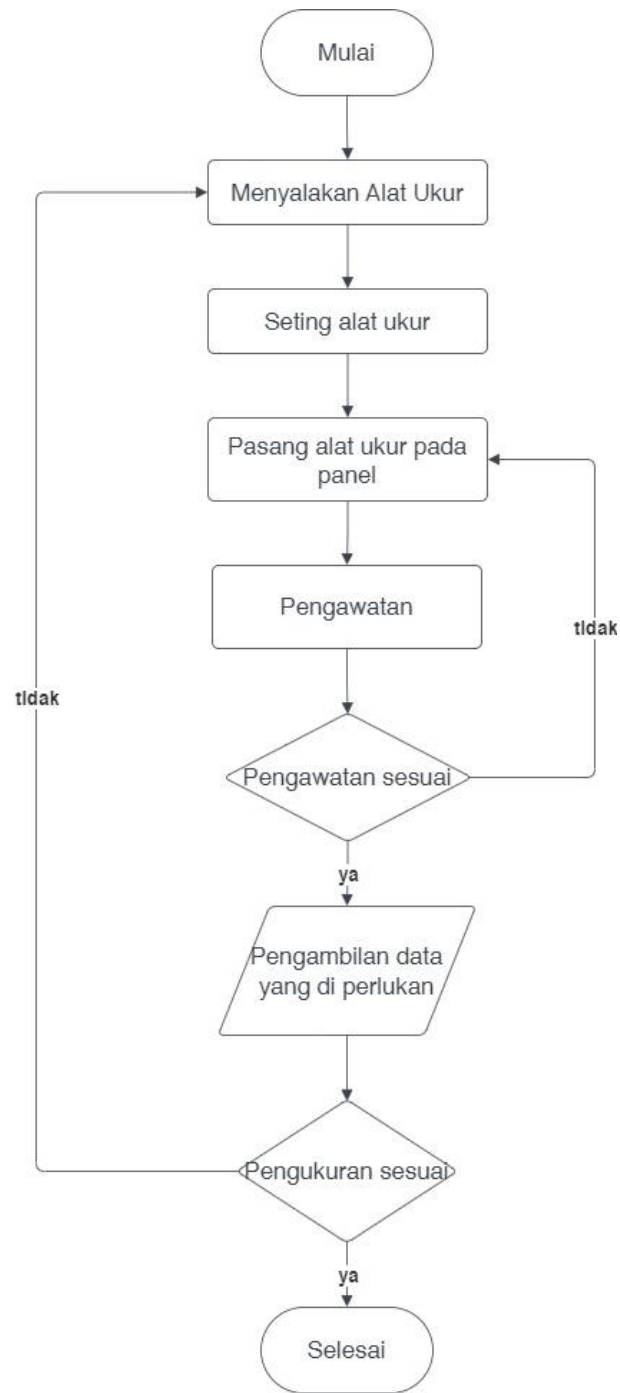 Mulai
Menyalakan Alat Ukur
Seting alat ukur
Pasang alat ukur pada
panel
Pengawatan
tidak
tidak
Pengawatan sesuai
ya
Pengambilan data
yang di perlukan
Pengukuran sesuai
ya
Selesai